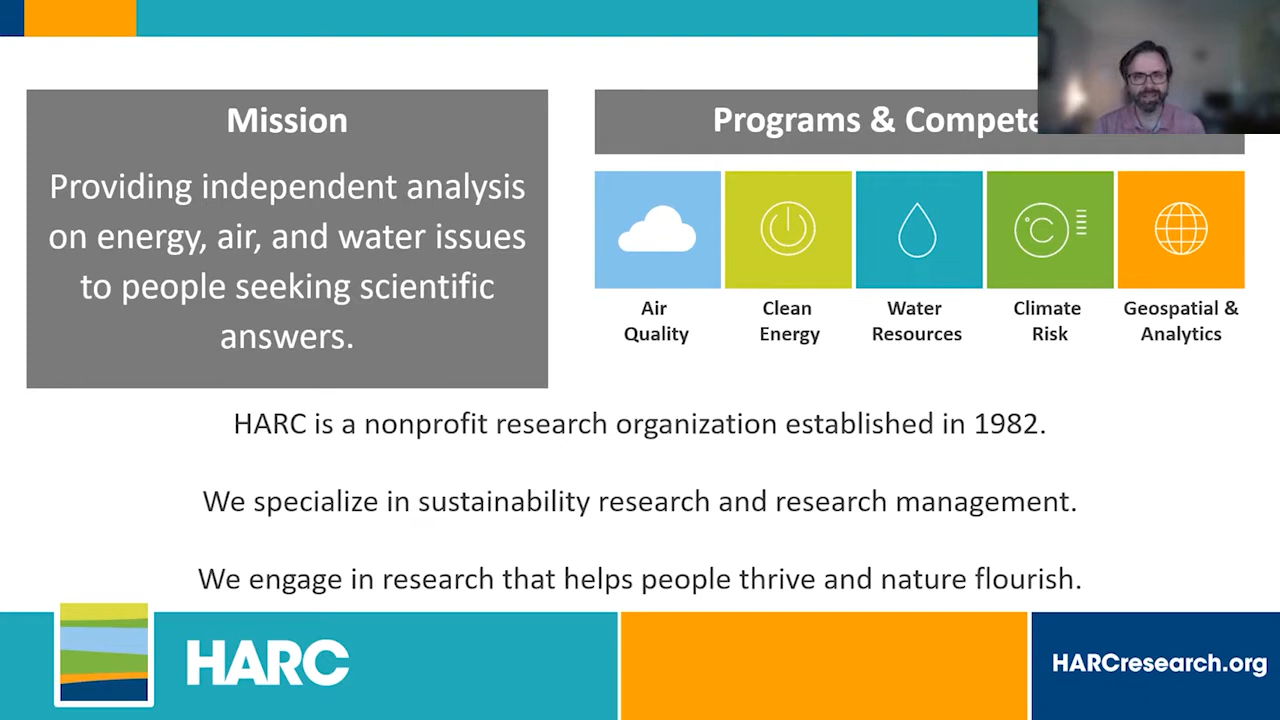 Mission
Providing independent analysis
on energy, air, and water issues
to people seeking scientific
answers.
Programs & Compete
Air
Quality
Clean
Energy
Water
Resources
°C
Climate
Risk
Geospatial &
Analytics
HARC is a nonprofit research organization established in 1982.
We specialize in sustainability research and research management.
We engage in research that helps people thrive and nature flourish.
HARC
HARCresearch.org